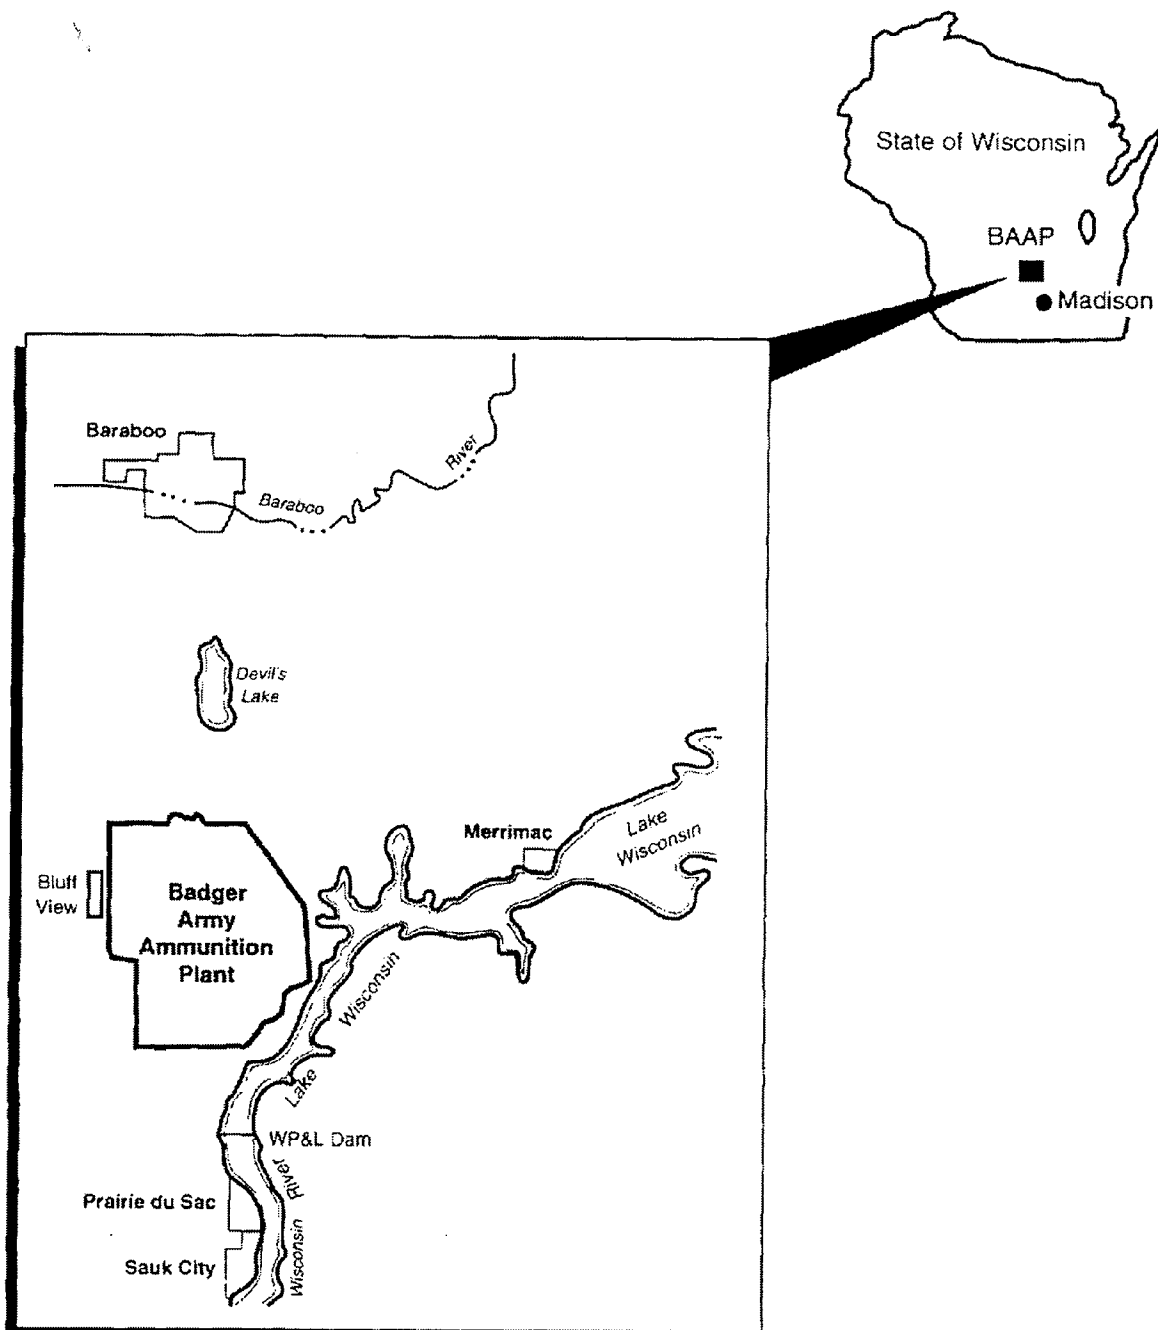 State of Wisconsin
BAAP
Madison
Baraboo
Baraboo
River
Devil's
Lake
Merrimac
Lake
Wisconsin
Bluff
View
Badger
Army
Ammunition
Plant
Wisconsin
Lake
WP&L Dam
River
Prairie du Sac
Wisconsin
Sauk City